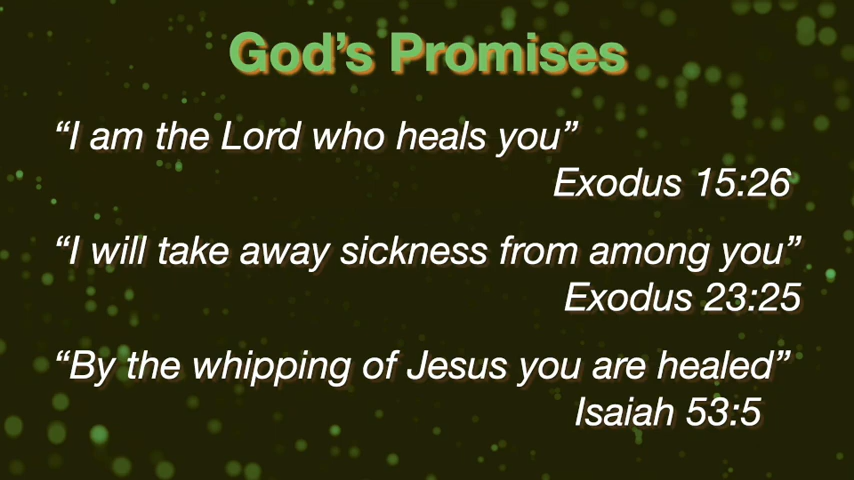 God’s Promises
“I am the Lord who heals you”
Exodus 15:26
“I will take away sickness from among you”
Exodus 23:25
“By the whipping of Jesus you are healed”
Isaiah 53:5